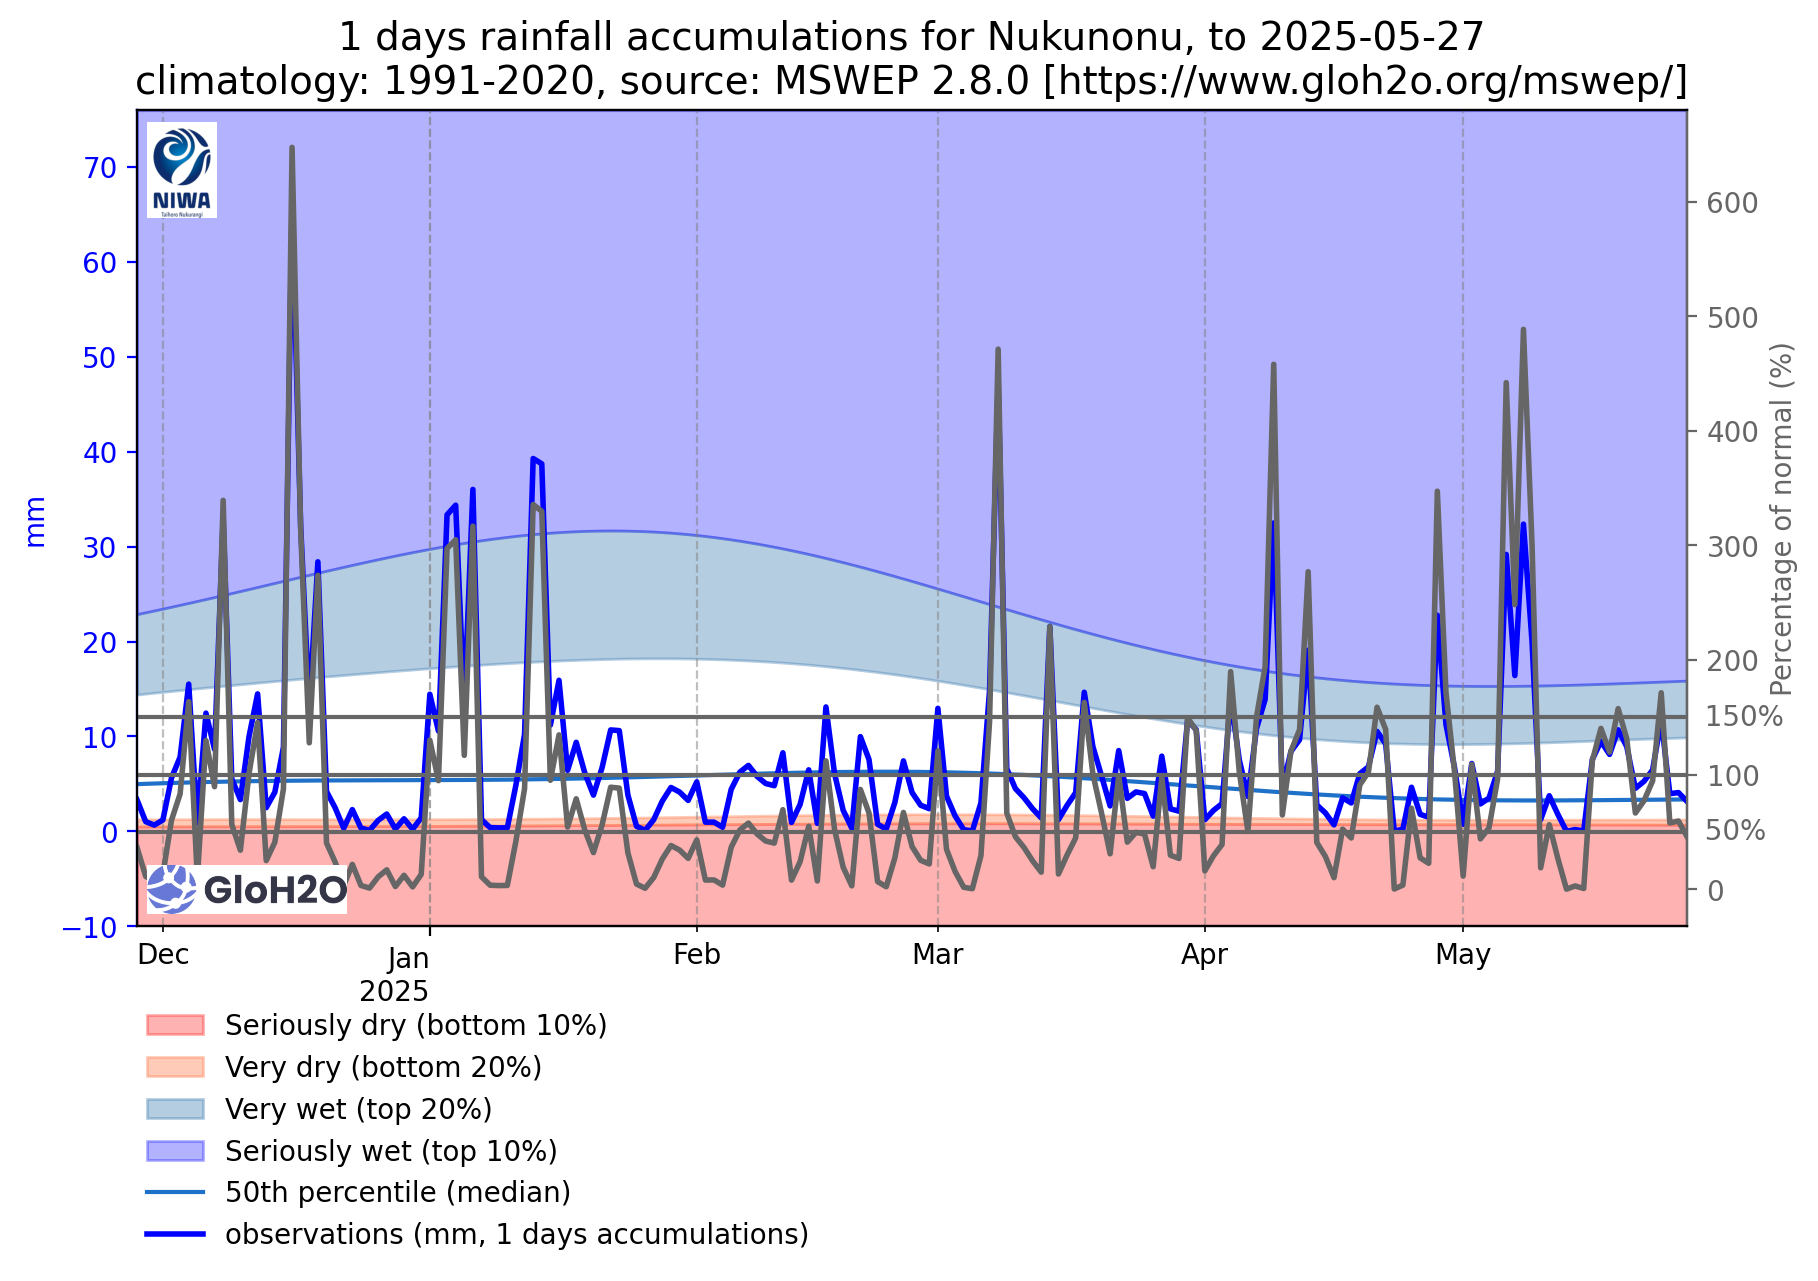 1 days rainfall accumulations for Nukunonu, to 2025-05-27
climatology: 1991-2020, source: MSWEP 2.8.0 [https://www.gloh2o.org/mswep/]
NIWA
Taihoro Nukurangi
70
60
50
40
30
20
10
0
−10
mm
600
500
400
300
200
150%
100
50%
0
Percentage of normal (%)
GloH2O
Dec
Jan
2025
Feb
Mar
Apr
May
Seriously dry (bottom 10%)
Very dry (bottom 20%)
Very wet (top 20%)
Seriously wet (top 10%)
50th percentile (median)
observations (mm, 1 days accumulations)